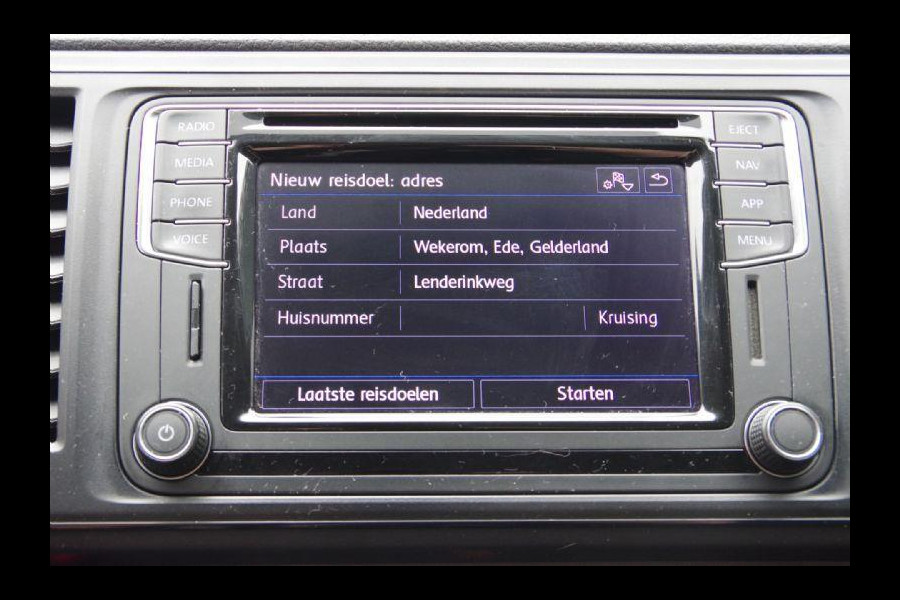 RADIO
MEDIA
PHONE
VOICE
EJECT
NAV
APP
MENU
Nieuw reisdoel: adres
Land Nederland
Plaats Wekerom, Ede, Gelderland
Straat Lenderinkweg
Huisnummer Kruising
Laatste reisdoelen Starten